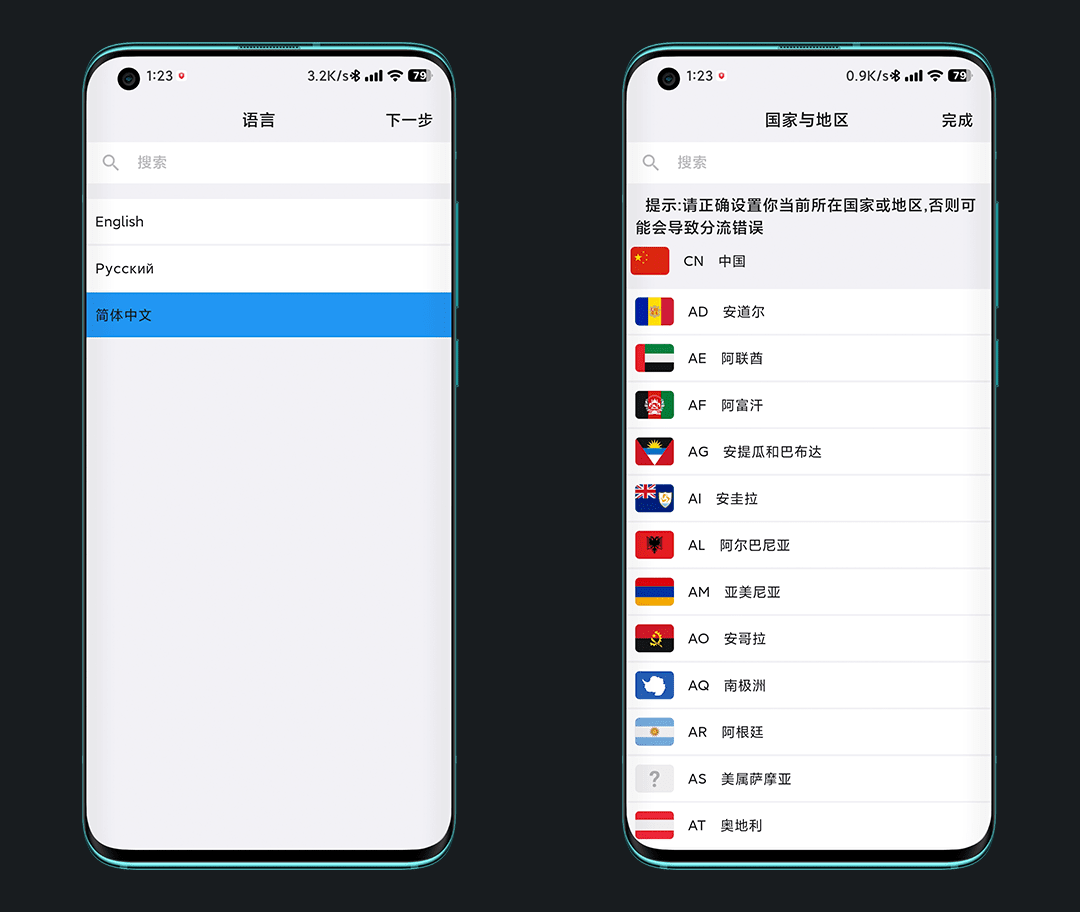 1:23
3.2K/s
79
语言
下一步
搜索
English
Русский
简体中文
1:23
0.9K/s
79
国家与地区
完成
搜索
提示:请正确设置你当前所在国家或地区,否则可
能会导致分流错误
CN 中国
AD 安道尔
AE 阿联酋
AF 阿富汗
AG 安提瓜和巴布达
AI 安圭拉
AL 阿尔巴尼亚
AM 亚美尼亚
AO 安哥拉
AQ 南极洲
AR 阿根廷
? AS 美属萨摩亚
AT 奥地利